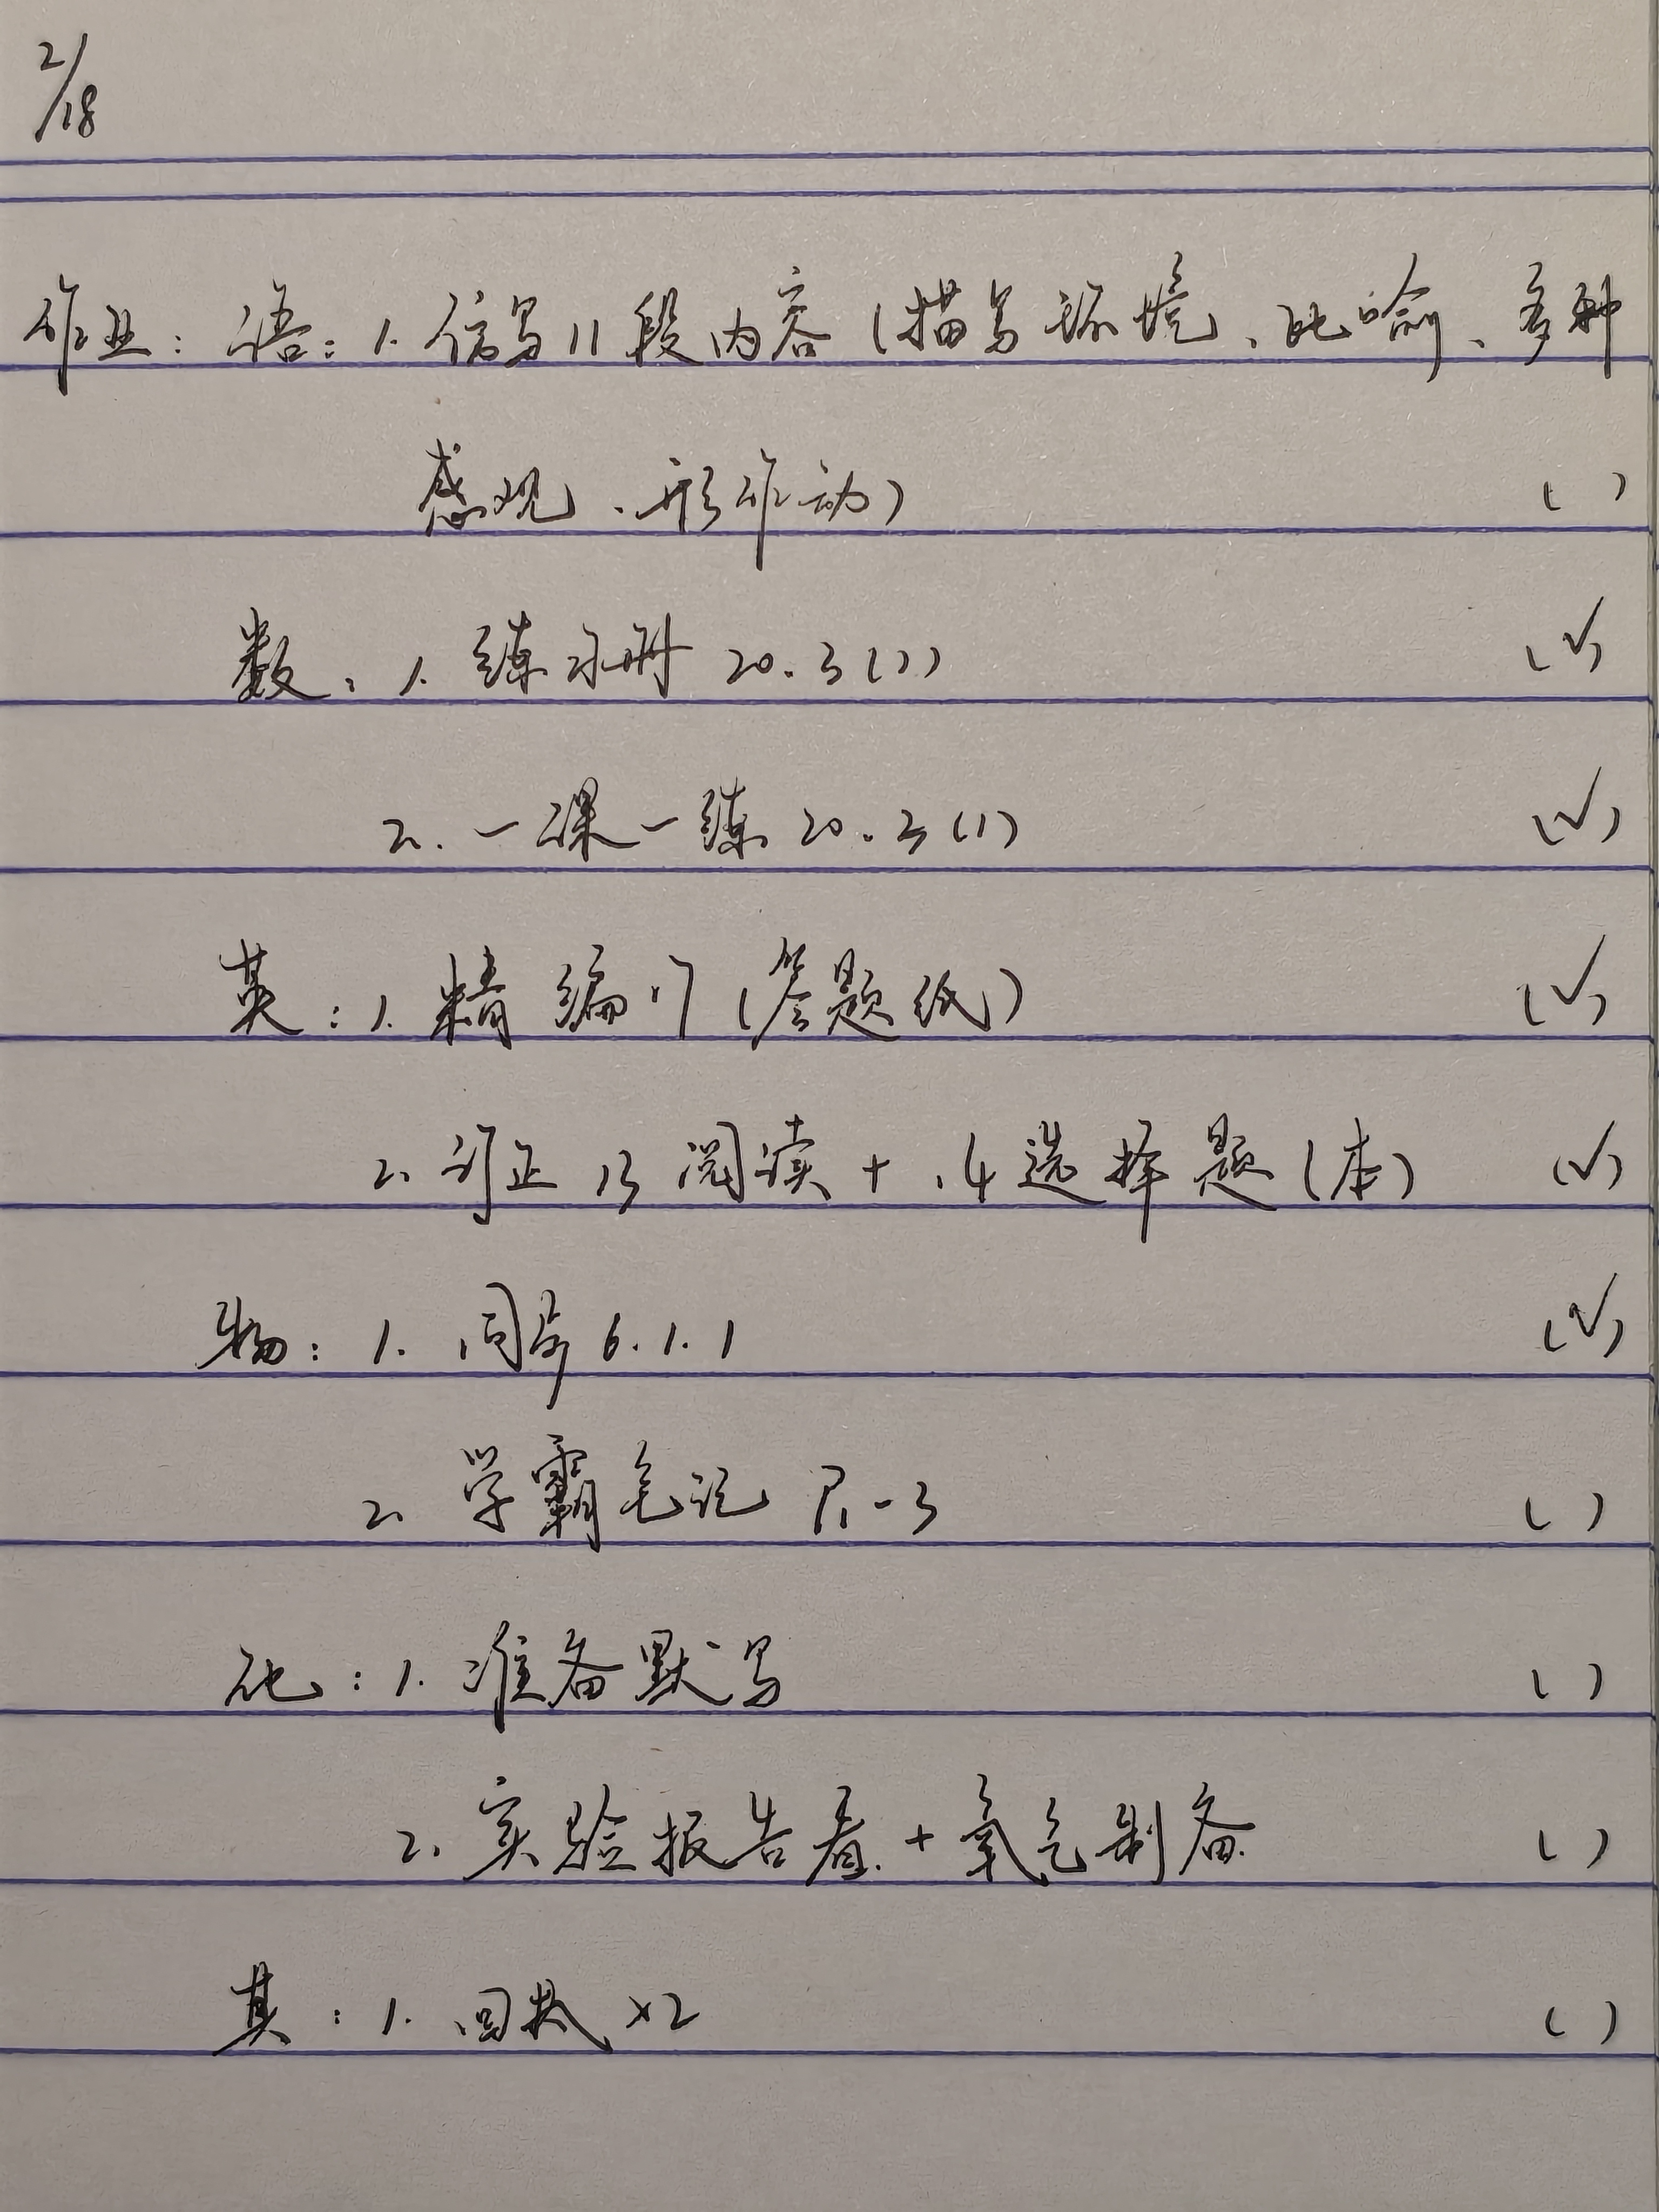 2/18
作业：语：1. 仿写11段内容（描写环境、比喻、多种
感观、形作动） （ ）
数：1. 练习册 20.3(1) （√）
2. 一课一练 20.3(1) （√）
英：1. 精编17（答题纸） （√）
2. 订正13阅读+14选择题（本） （√）
物：1. 同步6.1.1 （√）
2. 学霸笔记 P1-3 （ ）
化：1. 准备默写 （ ）
2. 实验报告看+氧气制备 （ ）
其：1. 回执×2 （ ）